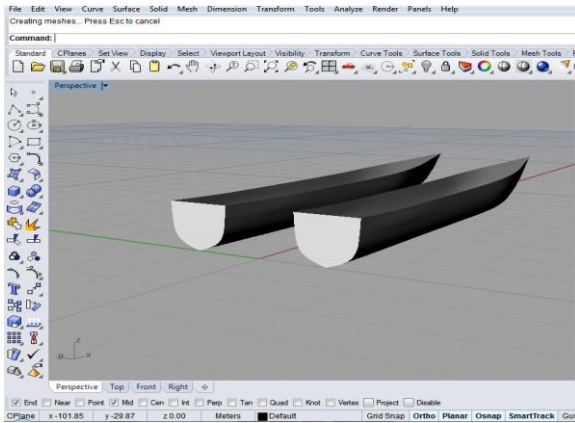 File Edit View Curve Surface Solid Mesh Dimension Transform Tools Analyze Render Panels Help
Creating meshes... Press Esc to cancel
Command:
Standard CPlanes Set View Display Select Viewport Layout Visibility Transform Curve Tools Surface Tools Solid Tools Mesh Tools
Perspective
z
x
Perspective Top Front Right
End Near Point Mid Cen Int Perp Tan Quad Knot Vertex Project Disable
CPlane x -101.85 y -29.87 z 0.00 Meters Default Grid Snap Ortho Planar Osnap SmartTrack Gu